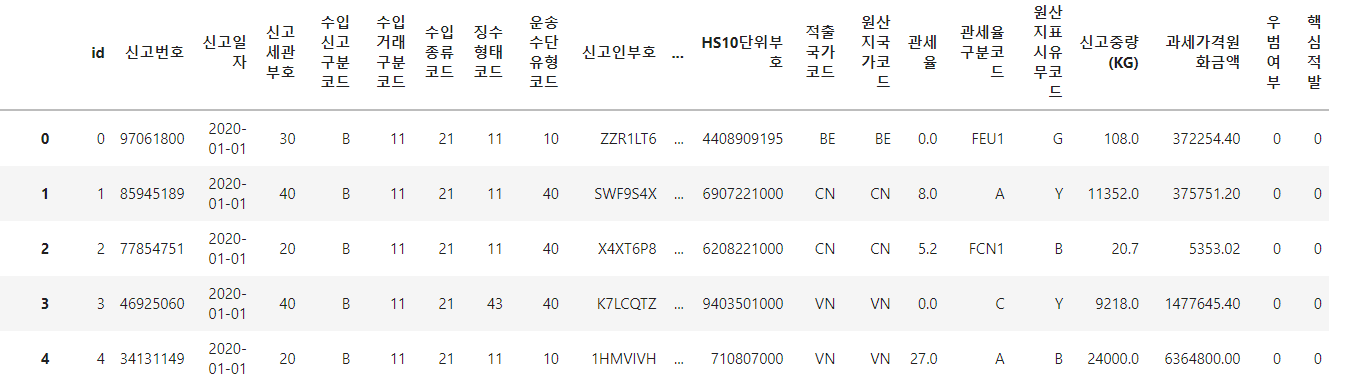 id 신고번호 신고일자 신고세관부호 수입신고구분코드 수입거래구분코드 수입종류코드 징수형태코드 운송수단유형코드 신고인부호 ... HS10단위부호 적출국가코드 원산지국가코드 관세율 관세율구분코드 원산지표시유무코드 신고중량(KG) 과세가격원화금액 우범여부 핵심적발
0 0 97061800 2020-01-01 30 B 11 21 11 10 ZZR1LT6 ... 4408909195 BE BE 0.0 FEU1 G 108.0 372254.40 0 0
1 1 85945189 2020-01-01 40 B 11 21 11 40 SWF9S4X ... 6907221000 CN CN 8.0 A Y 11352.0 375751.20 0 0
2 2 77854751 2020-01-01 20 B 11 21 11 40 X4XT6P8 ... 6208221000 CN CN 5.2 FCN1 B 20.7 5353.02 0 0
3 3 46925060 2020-01-01 40 B 11 21 43 40 K7LCQTZ ... 9403501000 VN VN 0.0 C Y 9218.0 1477645.40 0 0
4 4 34131149 2020-01-01 20 B 11 21 11 10 1HMVIVH ... 710807000 VN VN 27.0 A B 24000.0 6364800.00 0 0